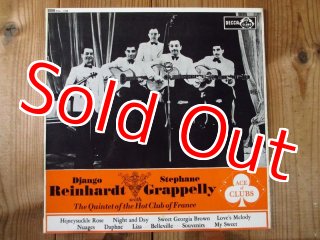 DECCA
Sold Out
Django Stephane
Reinhardt Grappelly
with
The Quintet of the Hot Club of France
ACE
of
CLUBS
Honeysuckle Rose Night and Day Sweet Georgia Brown Love's Melody
Nuages Daphne Liza Belleville Souvenirs My Sweet